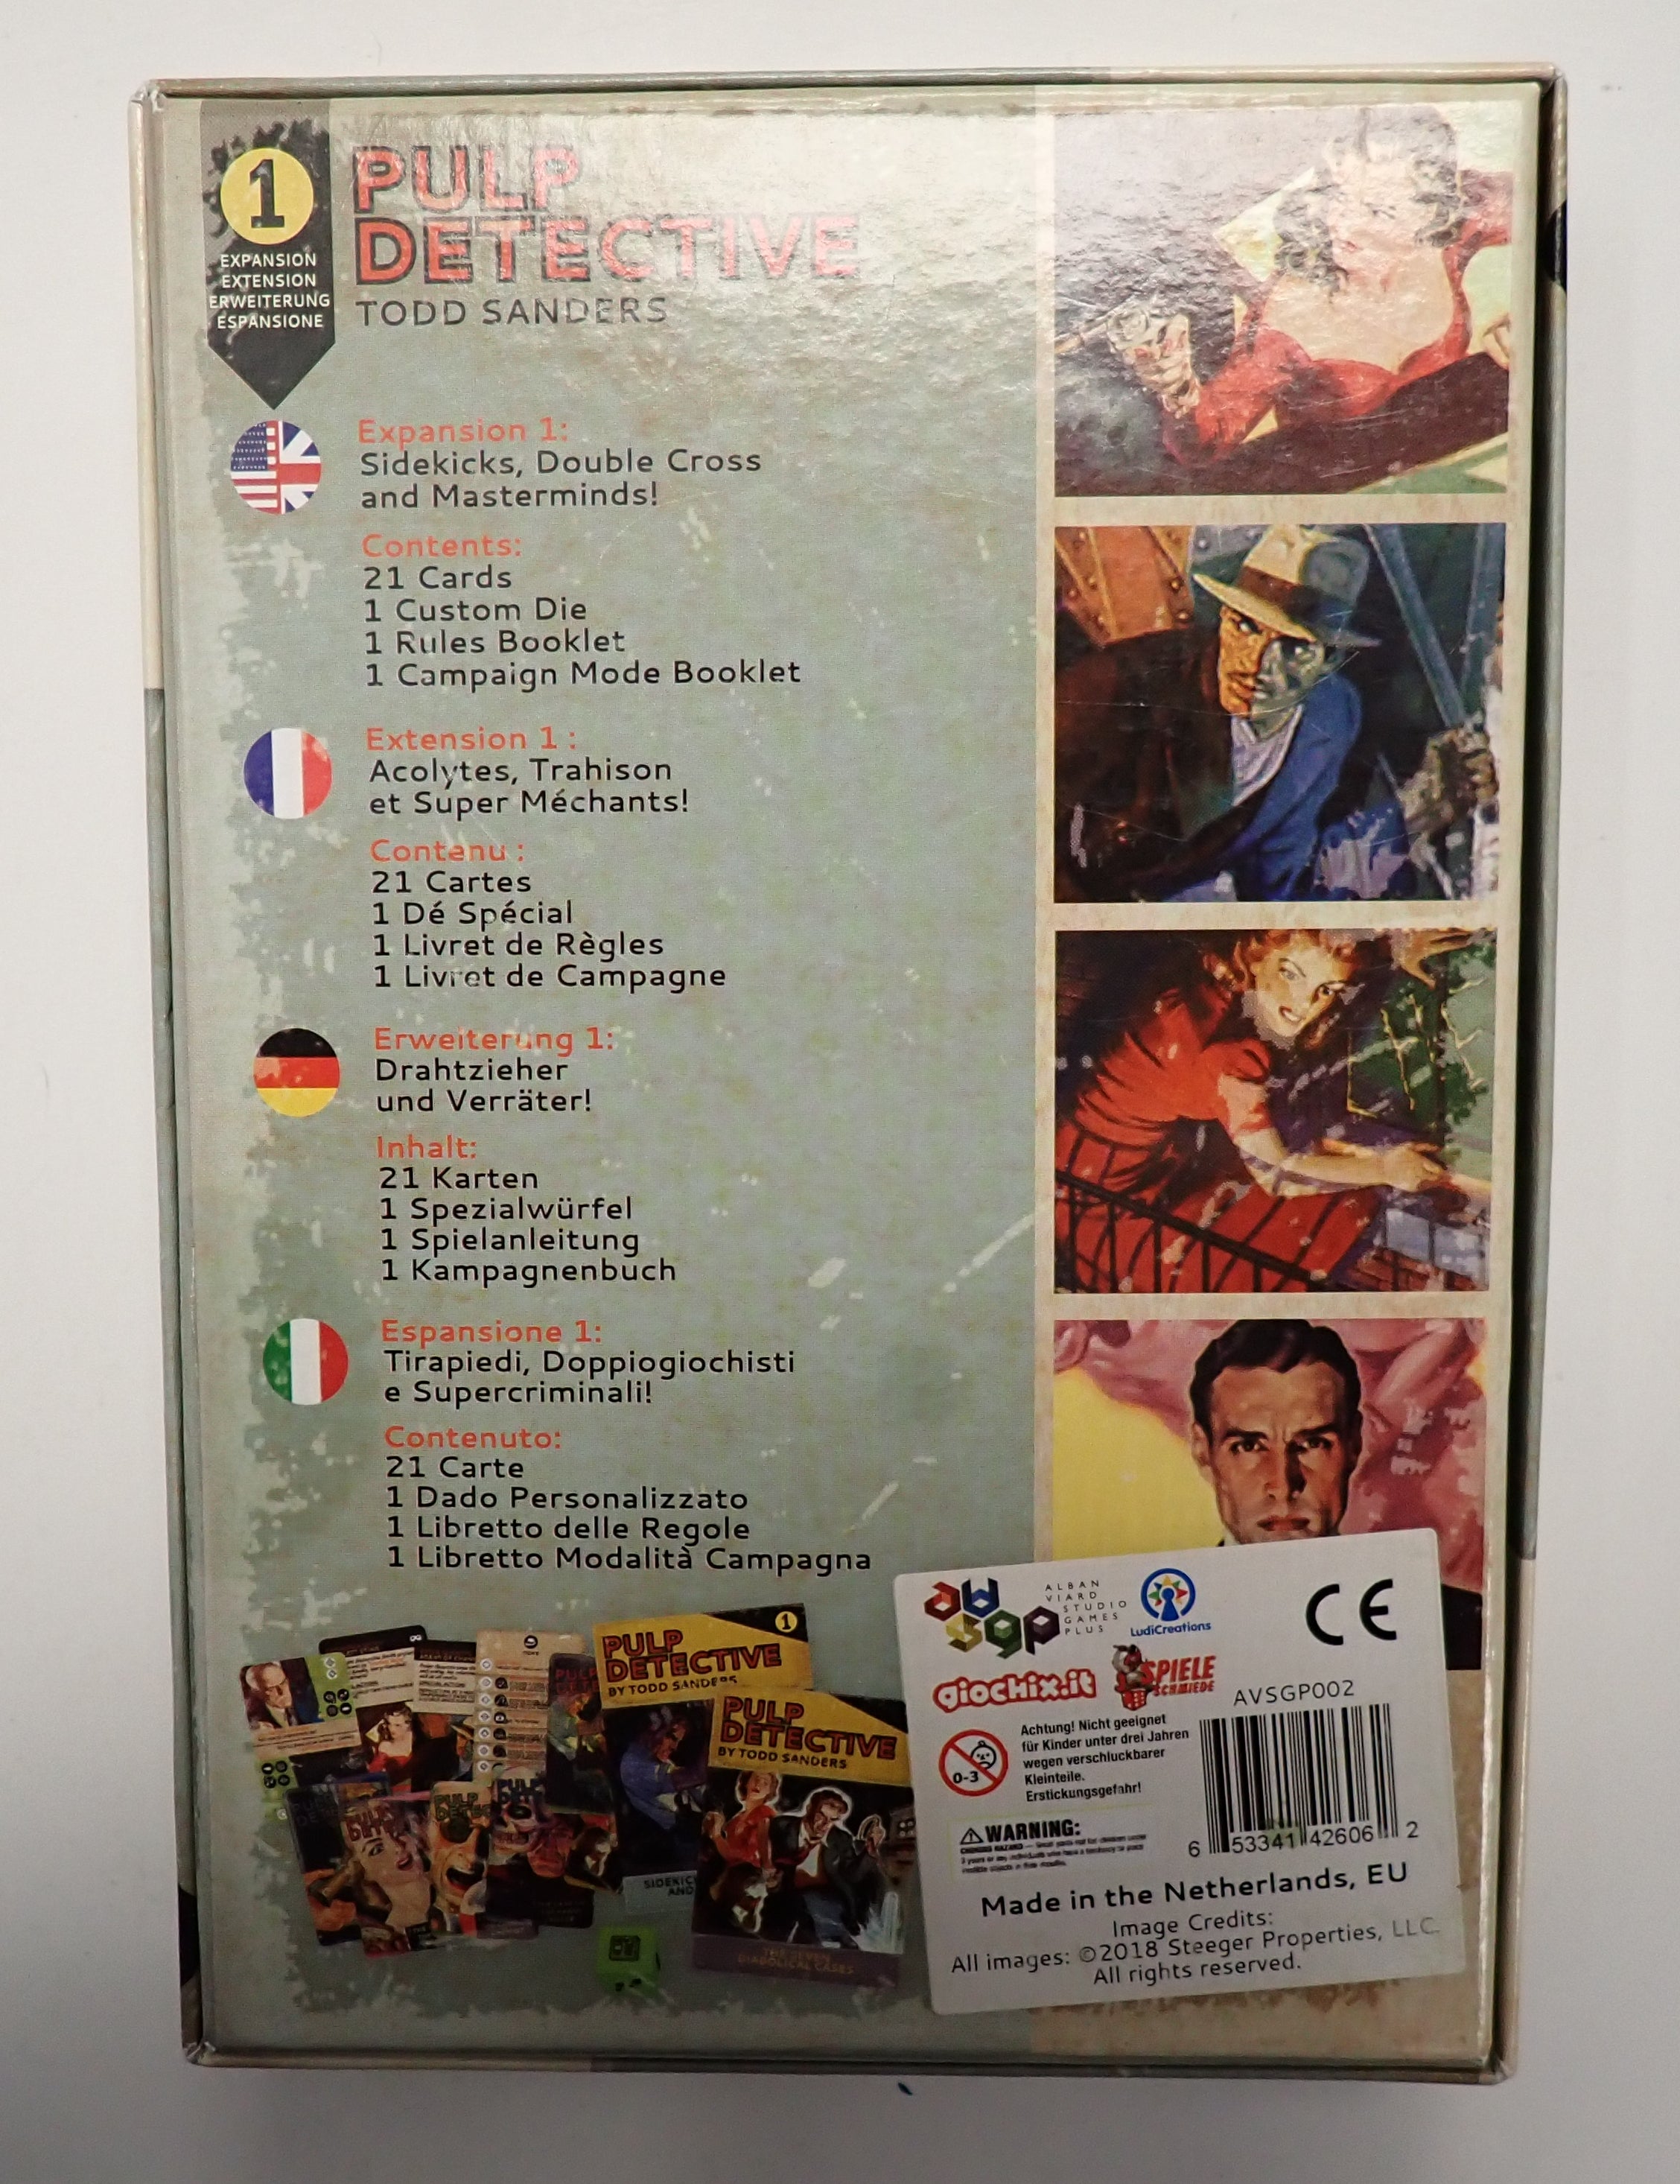 1
EXPANSION
EXTENSION
ERWEITERUNG
ESPANSIONE
PULP
DETECTIVE
TODD SANDERS
Expansion 1:
Sidekicks, Double Cross
and Masterminds!
Contents:
21 Cards
1 Custom Die
1 Rules Booklet
1 Campaign Mode Booklet
Extension 1 :
Acolytes, Trahison
et Super Méchants!
Contenu :
21 Cartes
1 Dé Spécial
1 Livret de Règles
1 Livret de Campagne
Erweiterung 1:
Drahtzieher
und Verräter!
Inhalt:
21 Karten
1 Spezialwürfel
1 Spielanleitung
1 Kampagnenbuch
Espansione 1:
Tirapiedi, Doppiogiochisti
e Supercriminali!
Contenuto:
21 Carte
1 Dado Personalizzato
1 Libretto delle Regole
1 Libretto Modalità Campagna
1
PULP
DETECTIVE
BY TODD SANDERS
PULP
DETECTIVE
BY TODD SANDERS
THE SEVEN
DIABOLICAL CASES
avsgp
ALBAN
VIARD
STUDIO
GAMES
PLUS
LudiCreations
CE
giochix.it
SPIELE
SCHMIEDE
AVSGP002
0-3
Achtung! Nicht geeignet
für Kinder unter drei Jahren
wegen verschluckbarer
Kleinteile.
Erstickungsgefahr!
WARNING:
6 53341 42606 2
Made in the Netherlands, EU
Image Credits:
All images: ©2018 Steeger Properties, LLC.
All rights reserved.